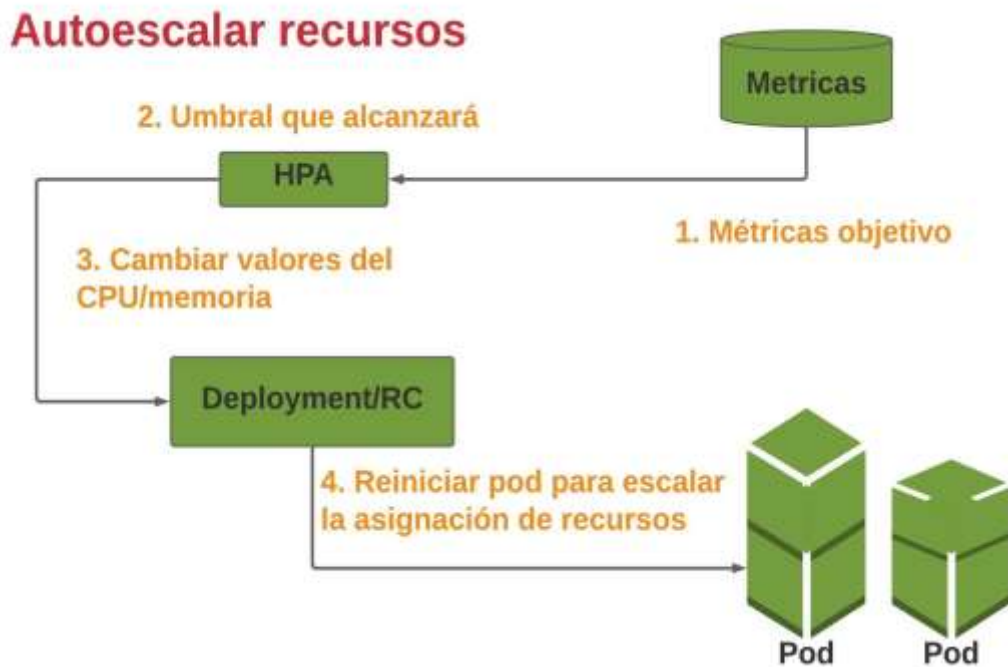 Autoescalar recursos
Metricas
2. Umbral que alcanzará
HPA
1. Métricas objetivo
3. Cambiar valores del
CPU/memoria
Deployment/RC
4. Reiniciar pod para escalar
la asignación de recursos
Pod
Pod